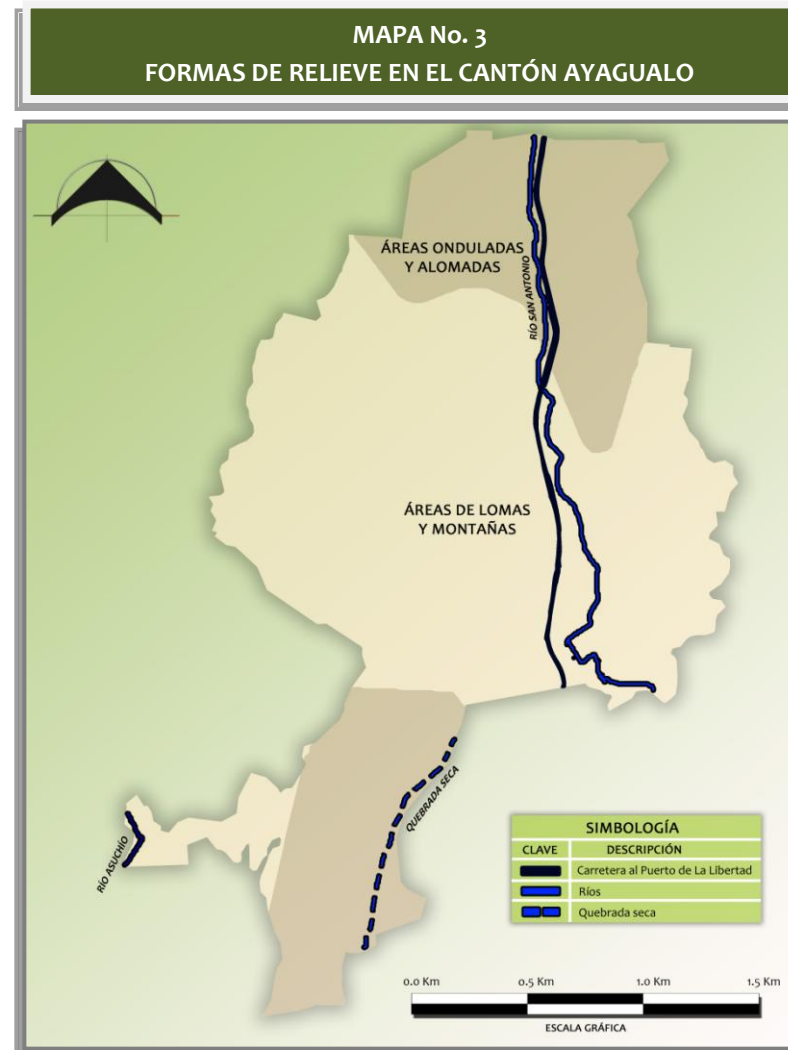 MAPA No. 3
FORMAS DE RELIEVE EN EL CANTÓN AYAGUALO
ÁREAS ONDULADAS
Y ALOMADAS
RÍO SAN ANTONIO
ÁREAS DE LOMAS
Y MONTAÑAS
QUEBRADA SECA
RÍO ASUCHÍO
SIMBOLOGÍA
CLAVE DESCRIPCIÓN
Carretera al Puerto de La Libertad
Ríos
Quebrada seca
0.0 Km 0.5 Km 1.0 Km 1.5 Km
ESCALA GRÁFICA